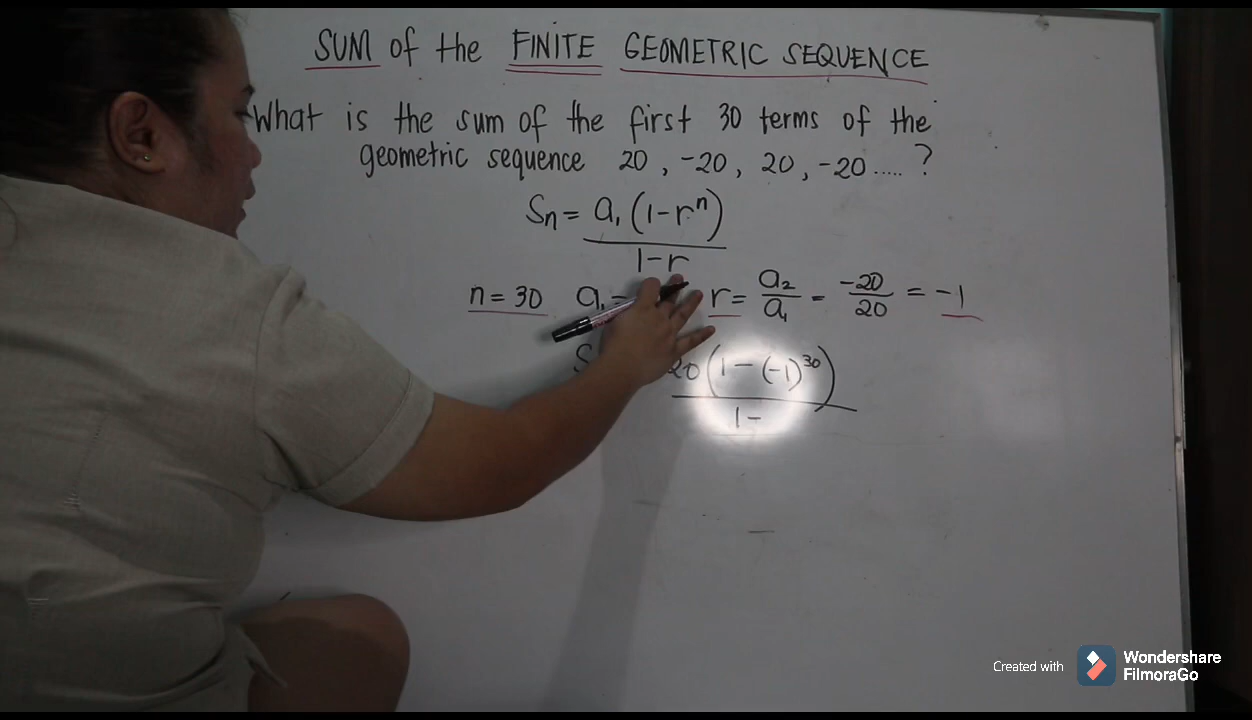 SUM of the FINITE GEOMETRIC SEQUENCE
What is the sum of the first 30 terms of the
geometric sequence 20, -20, 20, -20.....?
Sn = a₁ (1-rⁿ)
1-r
n = 30 a₁ = r = a₂/a₁ = -20/20 = -1
S 20 (1-(-1)³⁰)
1-
Created with Wondershare FilmoraGo